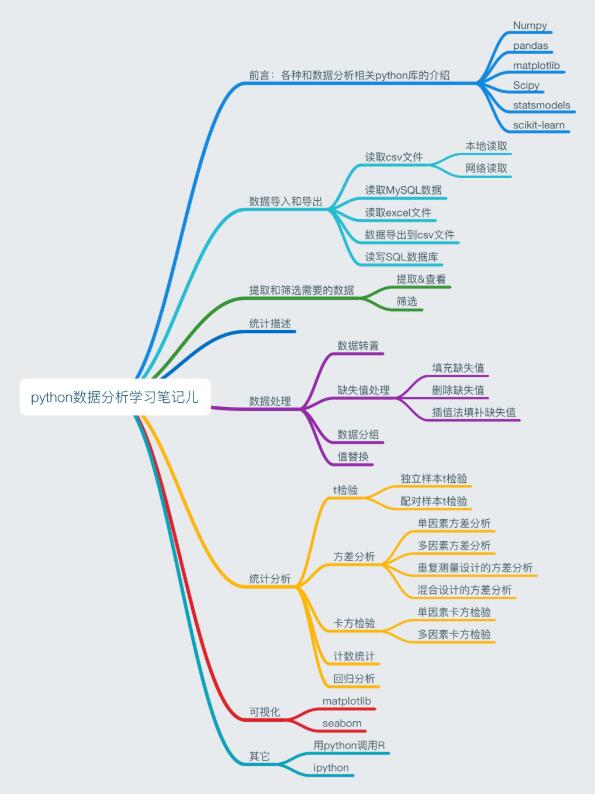 Numpy
pandas
matplotlib
前言：各种和数据分析相关python库的介绍
Scipy
statsmodels
scikit-learn
本地读取
读取csv文件
网络读取
读取MySQL数据
数据导入和导出
读取excel文件
数据导出到csv文件
读写SQL数据库
提取&查看
提取和筛选需要的数据
筛选
统计描述
数据转置
填充缺失值
缺失值处理
删除缺失值
python数据分析学习笔记儿
数据处理
插值法填补缺失值
数据分组
值替换
独立样本t检验
t检验
配对样本t检验
单因素方差分析
多因素方差分析
方差分析
重复测量设计的方差分析
统计分析
混合设计的方差分析
单因素卡方检验
卡方检验
多因素卡方检验
计数统计
回归分析
matplotlib
可视化
seaborn
用python调用R
其它
ipython